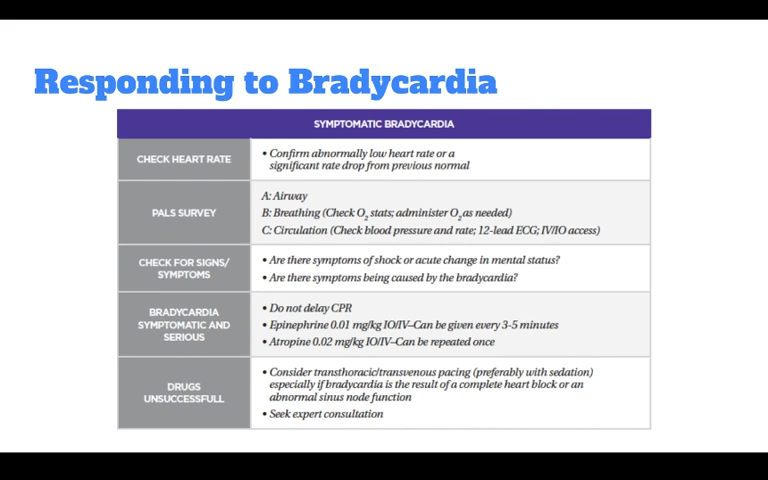 Responding to Bradycardia
SYMPTOMATIC BRADYCARDIA
CHECK HEART RATE
• Confirm abnormally low heart rate or a
significant rate drop from previous normal
PALS SURVEY
A: Airway
B: Breathing (Check O2 stats; administer O2 as needed)
C: Circulation (Check blood pressure and rate; 12-lead ECG; IV/IO access)
CHECK FOR SIGNS/
SYMPTOMS
• Are there symptoms of shock or acute change in mental status?
• Are there symptoms being caused by the bradycardia?
BRADYCARDIA
SYMPTOMATIC AND
SERIOUS
• Do not delay CPR
• Epinephrine 0.01 mg/kg IO/IV–Can be given every 3-5 minutes
• Atropine 0.02 mg/kg IO/IV–Can be repeated once
DRUGS
UNSUCCESSFULL
• Consider transthoracic/transvenous pacing (preferably with sedation)
especially if bradycardia is the result of a complete heart block or an
abnormal sinus node function
• Seek expert consultation